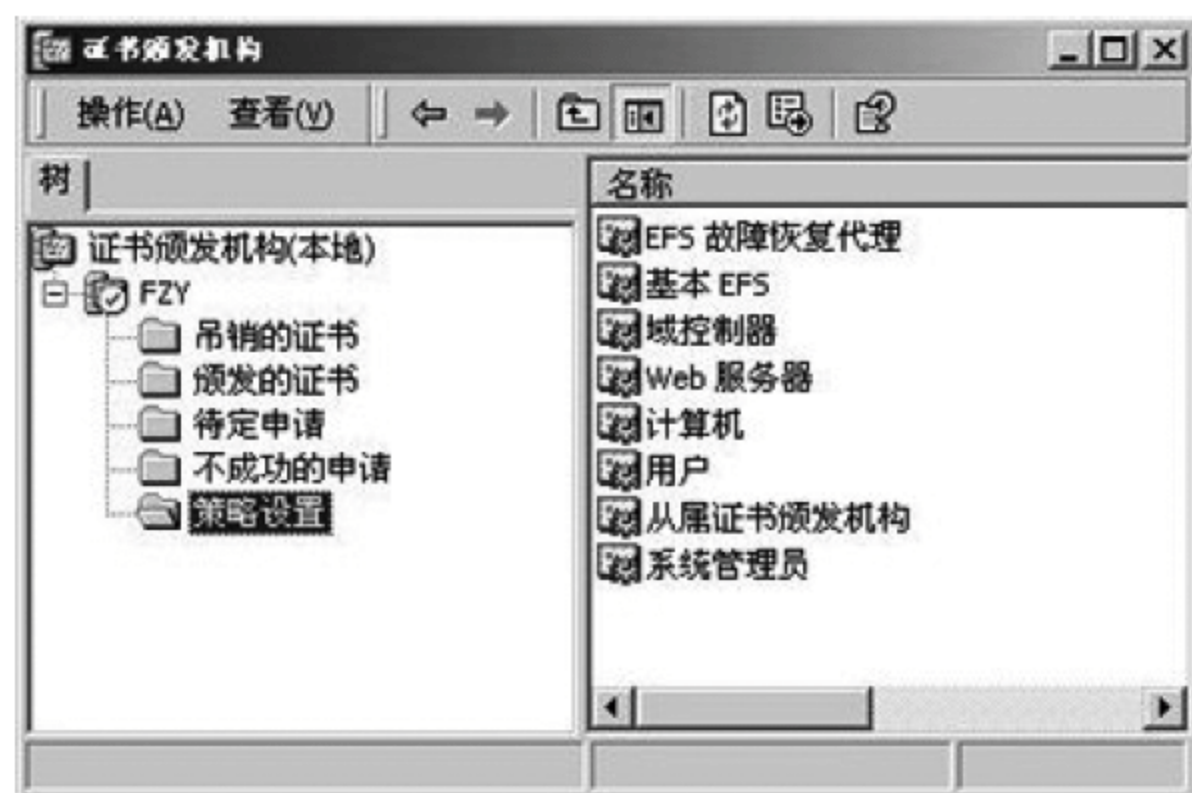 证书颁发机构
操作(A) 查看(V)
树
名称
证书颁发机构(本地)
FZY
吊销的证书
颁发的证书
待定申请
不成功的申请
策略设置
EFS 故障恢复代理
基本 EFS
域控制器
Web 服务器
计算机
用户
从属证书颁发机构
系统管理员